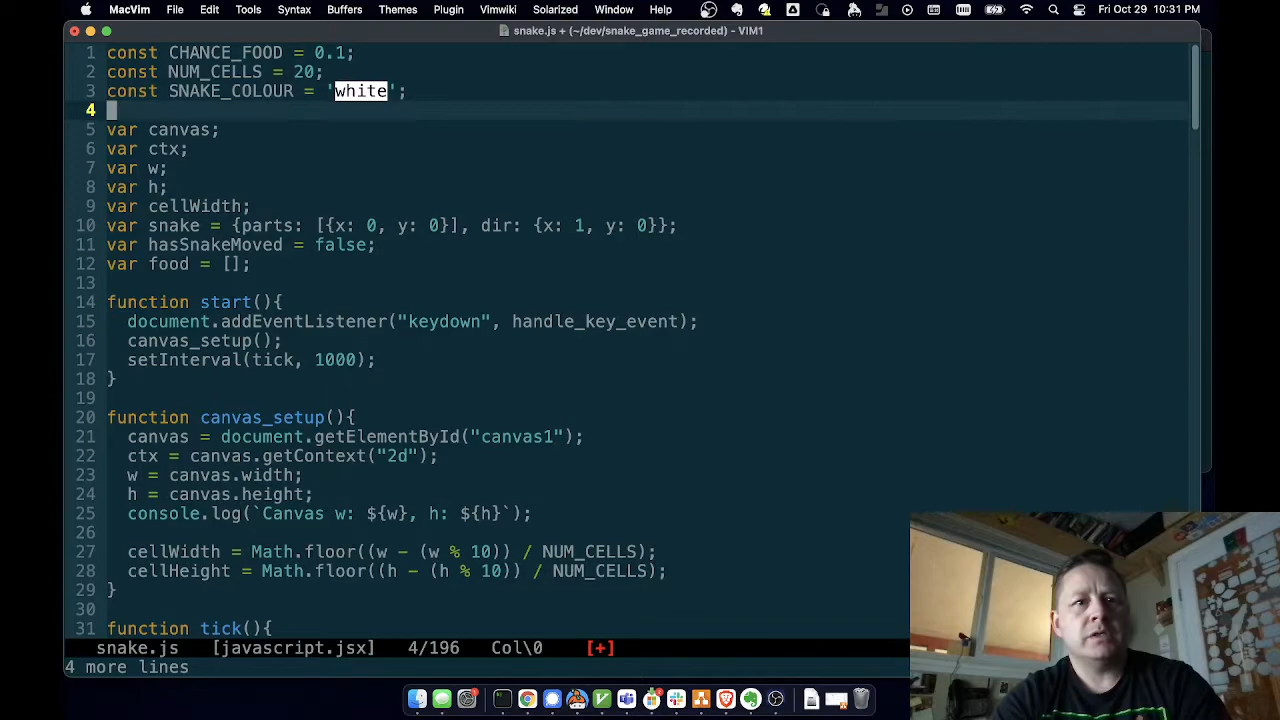 MacVim File Edit Tools Syntax Buffers Themes Plugin Vimwiki Solarized Window Help Fri Oct 29 10:31 PM
snake.js + (~/dev/snake_game_recorded) - VIM1
1 const CHANCE_FOOD = 0.1;
2 const NUM_CELLS = 20;
3 const SNAKE_COLOUR = 'white';
4
5 var canvas;
6 var ctx;
7 var w;
8 var h;
9 var cellWidth;
10 var snake = {parts: [{x: 0, y: 0}], dir: {x: 1, y: 0}};
11 var hasSnakeMoved = false;
12 var food = [];
13
14 function start(){
15 document.addEventListener("keydown", handle_key_event);
16 canvas_setup();
17 setInterval(tick, 1000);
18 }
19
20 function canvas_setup(){
21 canvas = document.getElementById("canvas1");
22 ctx = canvas.getContext("2d");
23 w = canvas.width;
24 h = canvas.height;
25 console.log(`Canvas w: ${w}, h: ${h}`);
26
27 cellWidth = Math.floor((w - (w % 10)) / NUM_CELLS);
28 cellHeight = Math.floor((h - (h % 10)) / NUM_CELLS);
29 }
30
31 function tick(){
snake.js [javascript.jsx] 4/196 Col\0 [+]
4 more lines